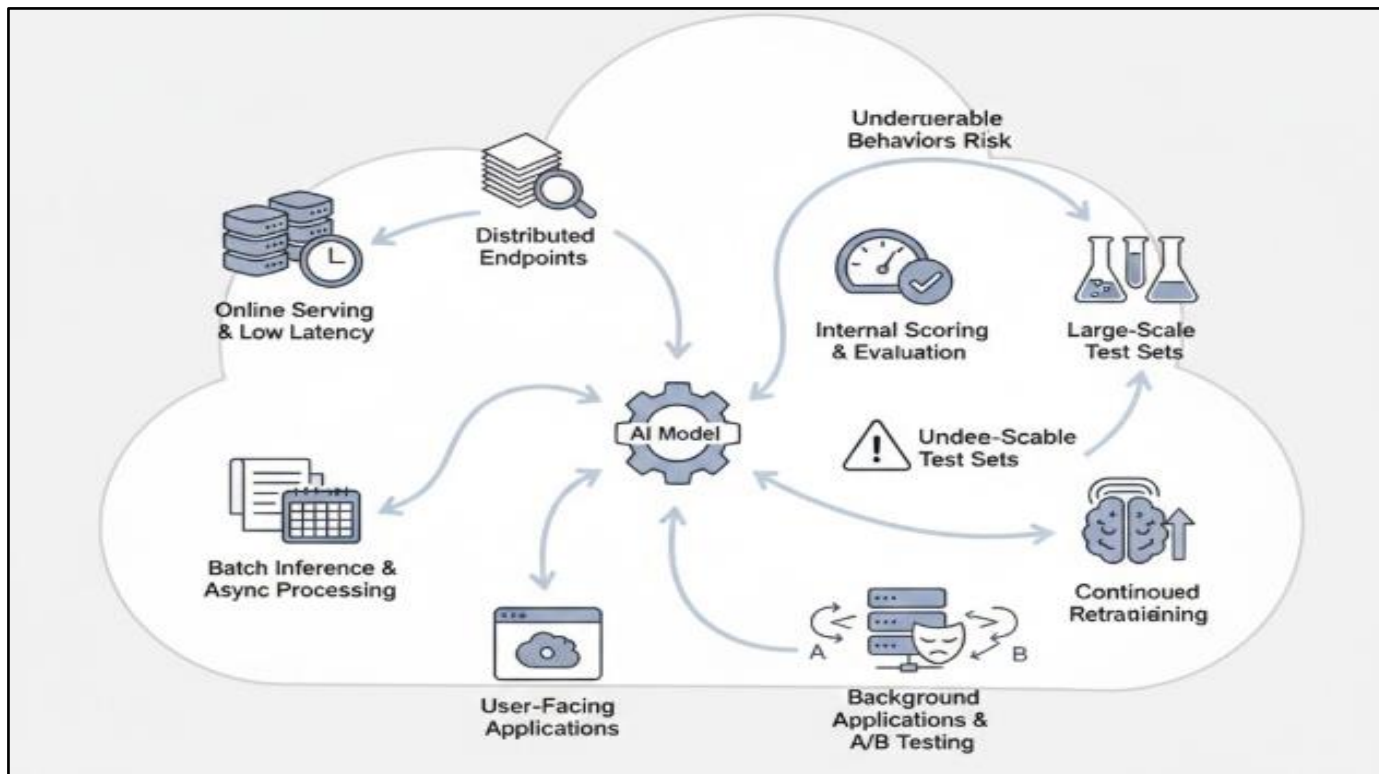 Underuerable
Behaviors Risk
Distributed
Endpoints
Online Serving
& Low Latency
Internal Scoring
& Evaluation
Large-Scale
Test Sets
AI Model
Undee-Scable
Test Sets
Batch Inference &
Async Processing
Continoued
User-Facing
Applications
A
B
Background
Applications &
A/B Testing